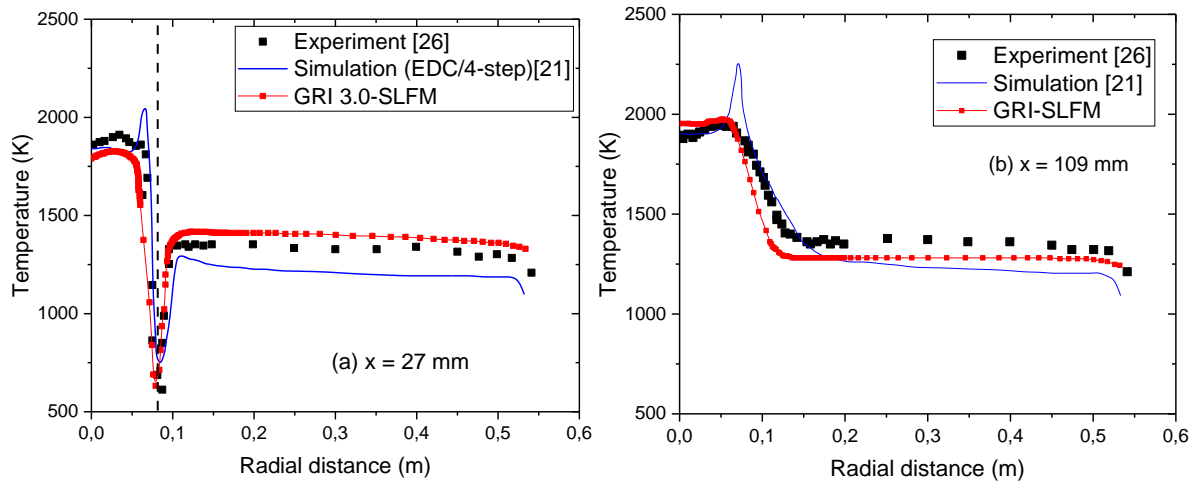 2500
2000
1500
1000
500
Temperature (K)
Experiment [26]
Simulation (EDC/4-step)[21]
GRI 3.0-SLFM
(a) x = 27 mm
0,0 0,1 0,2 0,3 0,4 0,5 0,6
Radial distance (m)
2500
2000
1500
1000
500
Temperature (K)
Experiment [26]
Simulation [21]
GRI-SLFM
(b) x = 109 mm
0,0 0,1 0,2 0,3 0,4 0,5 0,6
Radial distance (m)